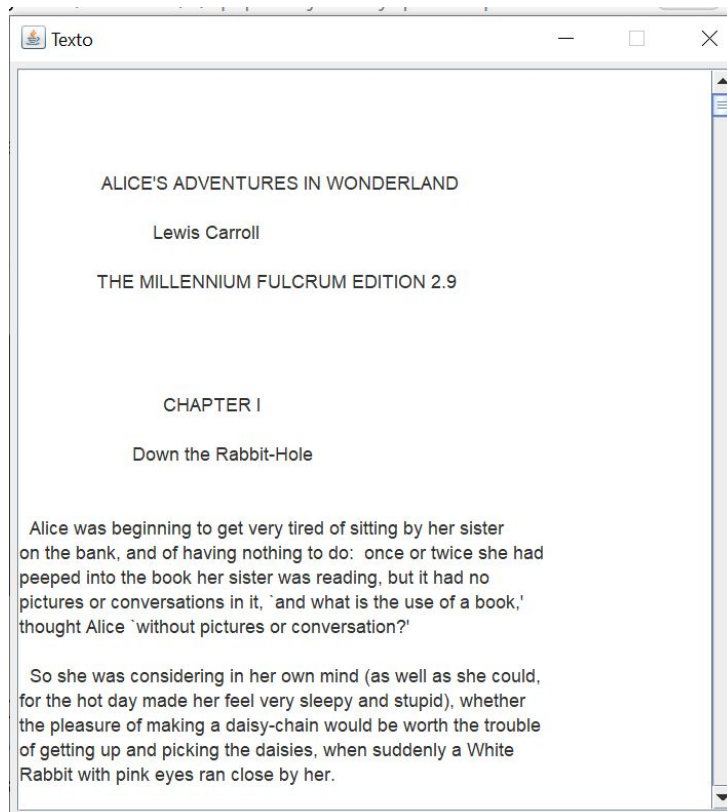 Texto
ALICE'S ADVENTURES IN WONDERLAND
Lewis Carroll
THE MILLENNIUM FULCRUM EDITION 2.9
CHAPTER I
Down the Rabbit-Hole
Alice was beginning to get very tired of sitting by her sister
on the bank, and of having nothing to do:  once or twice she had
peeped into the book her sister was reading, but it had no
pictures or conversations in it, `and what is the use of a book,'
thought Alice `without pictures or conversation?'
So she was considering in her own mind (as well as she could,
for the hot day made her feel very sleepy and stupid), whether
the pleasure of making a daisy-chain would be worth the trouble
of getting up and picking the daisies, when suddenly a White
Rabbit with pink eyes ran close by her.